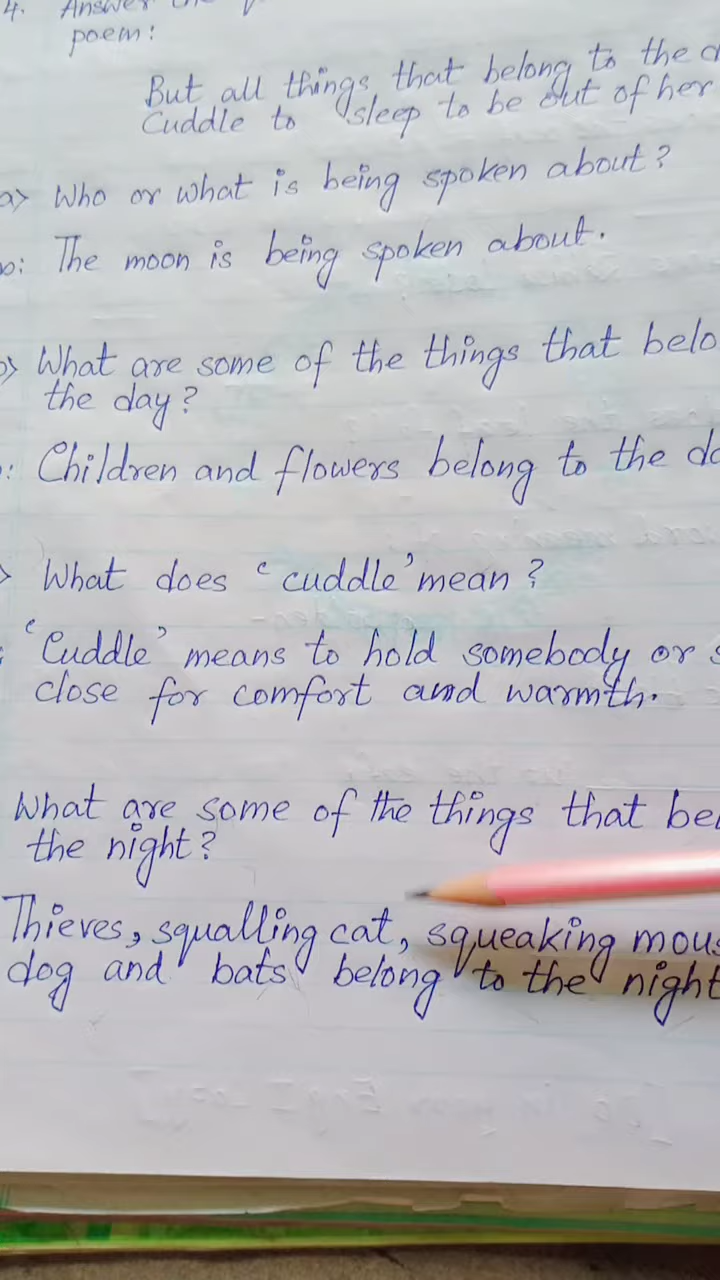 4. Answer the
poem:
But all things that belong to the
Cuddle to sleep to be out of her
a) Who or what is being spoken about?
: The moon is being spoken about.
What are some of the things that belo
the day?
: Children and flowers belong to the
What does 'cuddle' mean?
'Cuddle' means to hold somebody or
close for comfort and warmth.
What are some of the things that be
the night?
Thieves, squalling cat, squeaking mous
dog and bats belong to the night